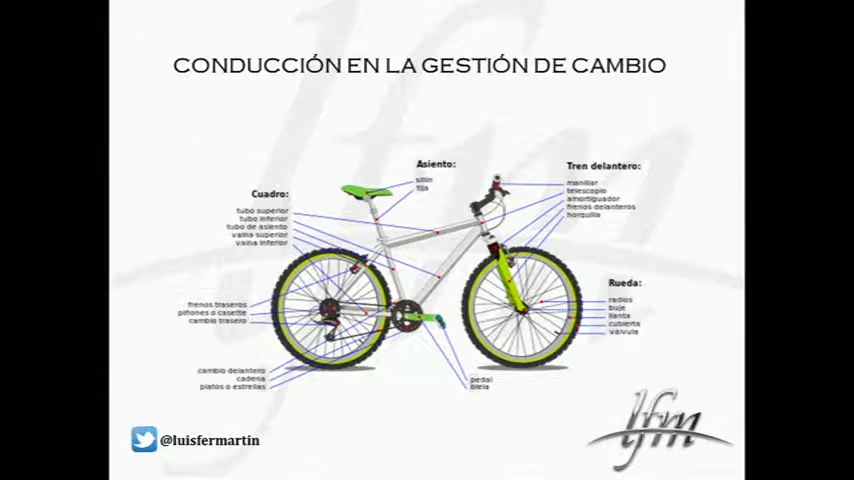 CONDUCCIÓN EN LA GESTIÓN DE CAMBIO
Asiento:
sillín
tija
Tren delantero:
manillar
telescopio
amortiguador
frenos delanteros
horquilla
Cuadro:
tubo superior
tubo inferior
tubo de asiento
vaina superior
vaina inferior
Rueda:
radios
buje
llanta
cubierta
válvula
frenos traseros
piñones o casette
cambio trasero
cambio delantero
cadena
platos o estrellas
pedal
biela
@luisfermartin
lfm